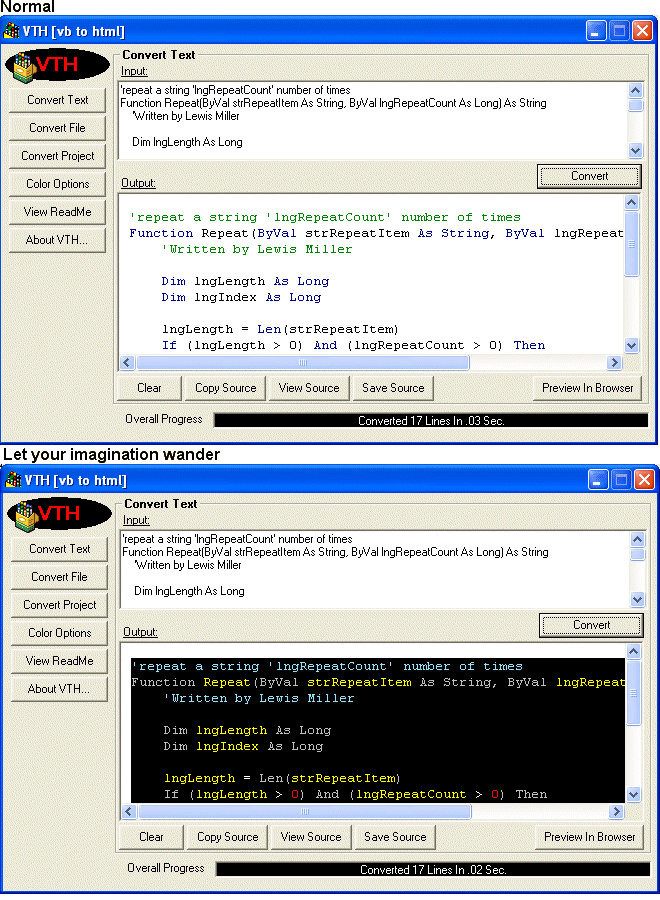 Normal
VTH [vb to html]
VTH
Convert Text
Convert File
Convert Project
Color Options
View ReadMe
About VTH...
Convert Text
Input:
'repeat a string 'lngRepeatCount' number of times
Function Repeat(ByVal strRepeatItem As String, ByVal lngRepeatCount As Long) As String
'Written by Lewis Miller
Dim lngLength As Long
Convert
Output:
'repeat a string 'lngRepeatCount' number of times
Function Repeat(ByVal strRepeatItem As String, ByVal lngRepeat
'Written by Lewis Miller
Dim lngLength As Long
Dim lngIndex As Long
lngLength = Len(strRepeatItem)
If (lngLength > 0) And (lngRepeatCount > 0) Then
Clear
Copy Source
View Source
Save Source
Preview In Browser
Overall Progress
Converted 17 Lines In .03 Sec.
Let your imagination wander
VTH [vb to html]
VTH
Convert Text
Convert File
Convert Project
Color Options
View ReadMe
About VTH...
Convert Text
Input:
'repeat a string 'lngRepeatCount' number of times
Function Repeat(ByVal strRepeatItem As String, ByVal lngRepeatCount As Long) As String
'Written by Lewis Miller
Dim lngLength As Long
Convert
Output:
'repeat a string 'lngRepeatCount' number of times
Function Repeat(ByVal strRepeatItem As String, ByVal lngRepeat
'Written by Lewis Miller
Dim lngLength As Long
Dim lngIndex As Long
lngLength = Len(strRepeatItem)
If (lngLength > 0) And (lngRepeatCount > 0) Then
Clear
Copy Source
View Source
Save Source
Preview In Browser
Overall Progress
Converted 17 Lines In .02 Sec.